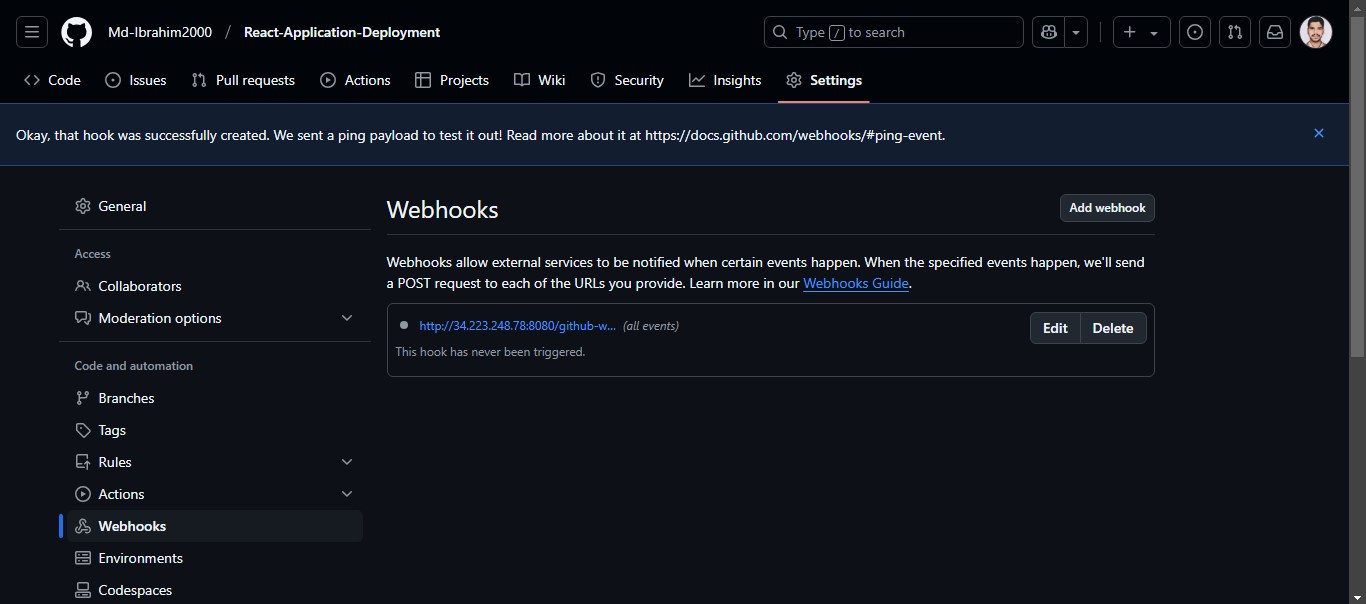 Md-Ibrahim2000 / React-Application-Deployment
Type / to search
Code
Issues
Pull requests
Actions
Projects
Wiki
Security
Insights
Settings
Okay, that hook was successfully created. We sent a ping payload to test it out! Read more about it at https://docs.github.com/webhooks/#ping-event.
General
Access
Collaborators
Moderation options
Code and automation
Branches
Tags
Rules
Actions
Webhooks
Environments
Codespaces
Webhooks
Add webhook
Webhooks allow external services to be notified when certain events happen. When the specified events happen, we'll send
a POST request to each of the URLs you provide. Learn more in our Webhooks Guide.
http://34.223.248.78:8080/github-w... (all events)
Edit
Delete
This hook has never been triggered.